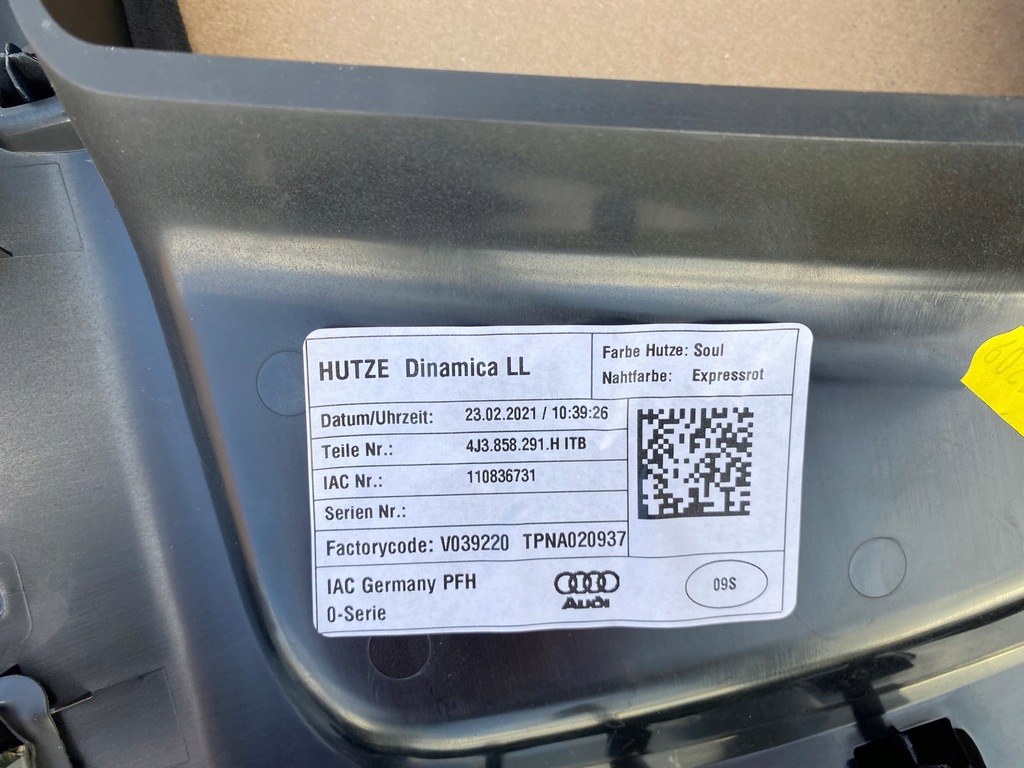 HUTZE Dinamica LL
Farbe Hutze: Soul
Nahtfarbe: Expressrot
Datum/Uhrzeit: 23.02.2021 / 10:39:26
Teile Nr.: 4J3.858.291.H ITB
IAC Nr.: 110836731
Serien Nr.:
Factorycode: V039220 TPNA020937
IAC Germany PFH
0-Serie
Audi
09S